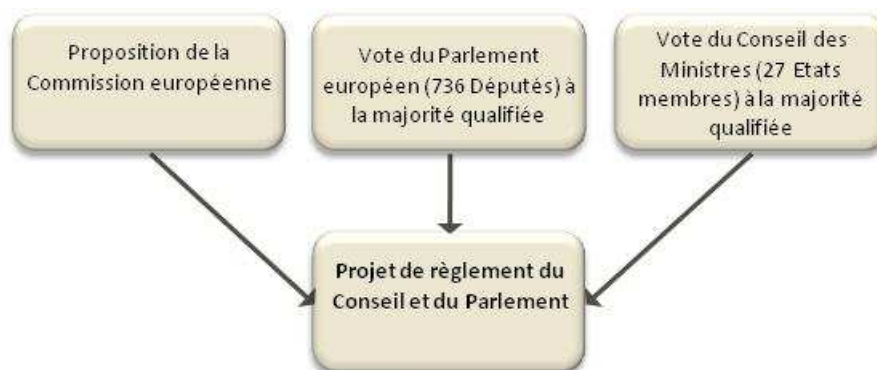 Proposition de la
Commission européenne
Vote du Parlement
européen (736 Députés) à
la majorité qualifiée
Vote du Conseil des
Ministres (27 Etats
membres) à la majorité
qualifiée
Projet de règlement du
Conseil et du Parlement